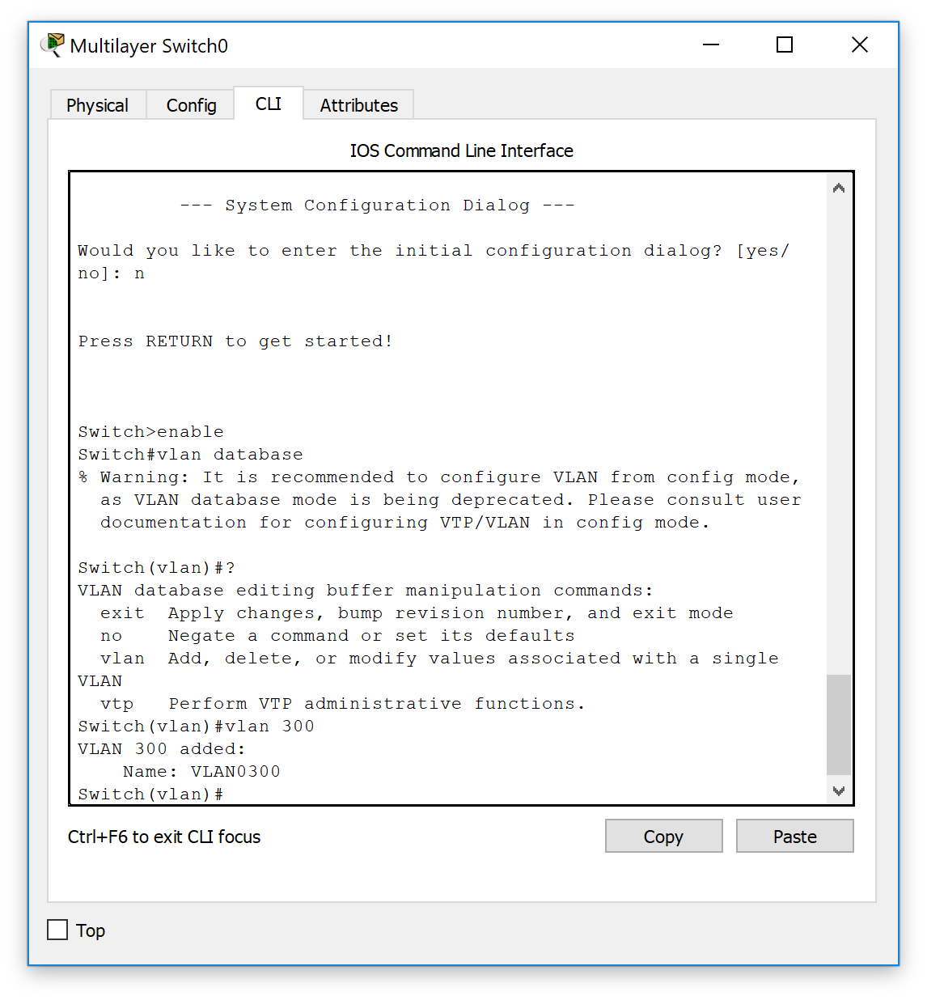 Multilayer Switch0
Physical Config CLI Attributes
IOS Command Line Interface
--- System Configuration Dialog ---
Would you like to enter the initial configuration dialog? [yes/
no]: n
Press RETURN to get started!
Switch>enable
Switch#vlan database
% Warning: It is recommended to configure VLAN from config mode,
as VLAN database mode is being deprecated. Please consult user
documentation for configuring VTP/VLAN in config mode.
Switch(vlan)#?
VLAN database editing buffer manipulation commands:
exit  Apply changes, bump revision number, and exit mode
no    Negate a command or set its defaults
vlan  Add, delete, or modify values associated with a single
VLAN
vtp   Perform VTP administrative functions.
Switch(vlan)#vlan 300
VLAN 300 added:
Name: VLAN0300
Switch(vlan)#
Ctrl+F6 to exit CLI focus
Copy Paste
Top